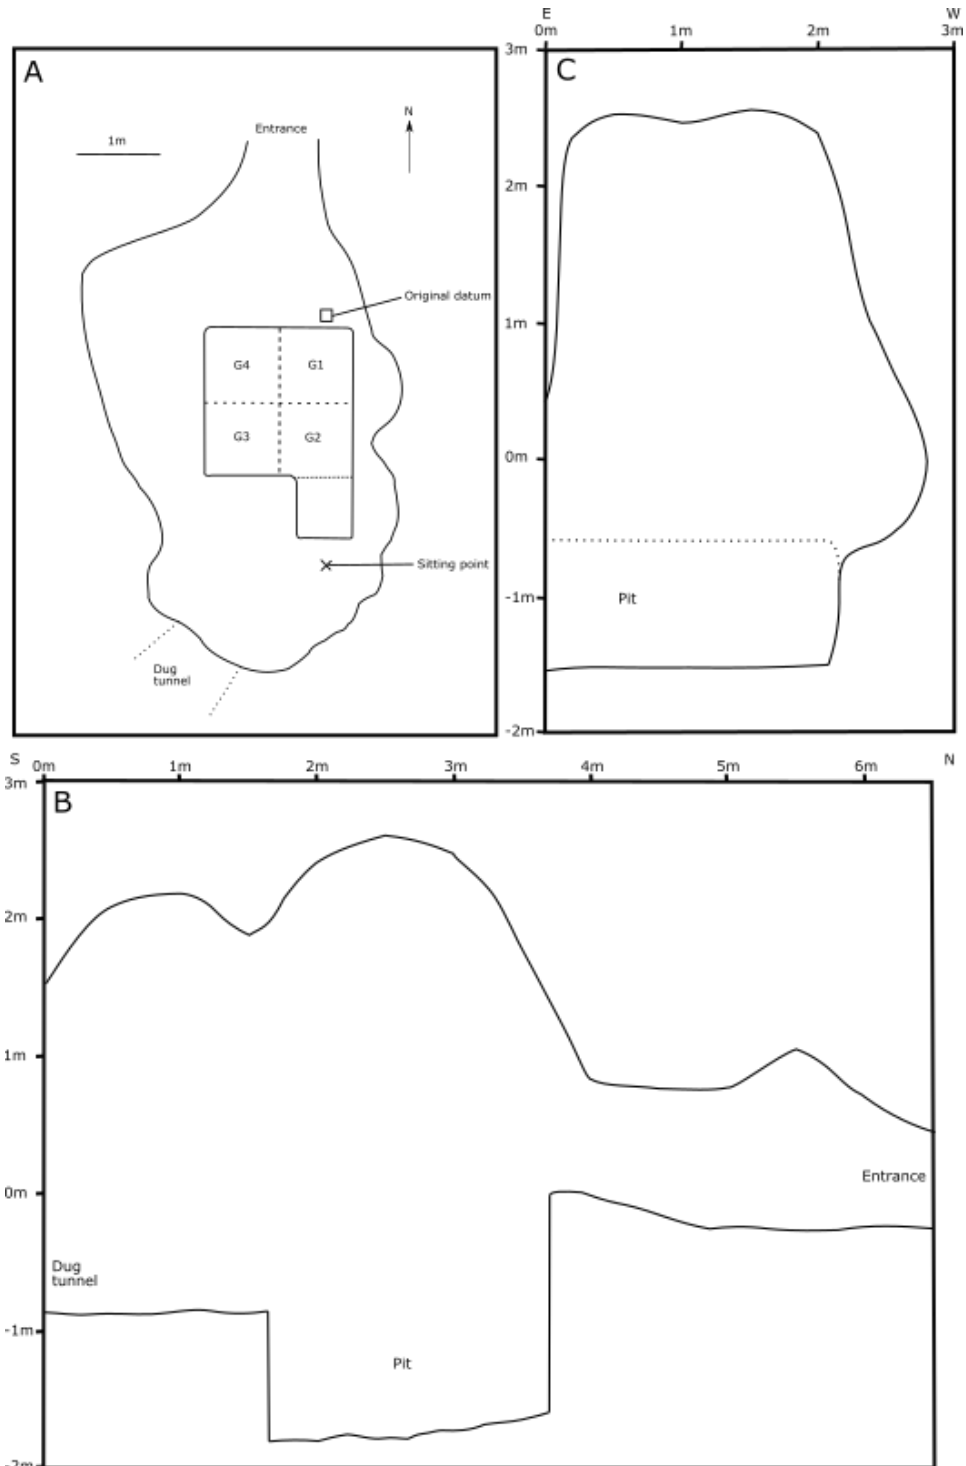 E
W
0m
1m
2m
3m
A
C
3m
2m
1m
0m
-1m
-2m
Entrance
N
1m
Original datum
G4
G1
G3
G2
Sitting point
Dug
tunnel
Pit
S
0m
1m
2m
3m
4m
5m
6m
N
B
3m
2m
1m
0m
-1m
-2m
Entrance
Dug
tunnel
Pit